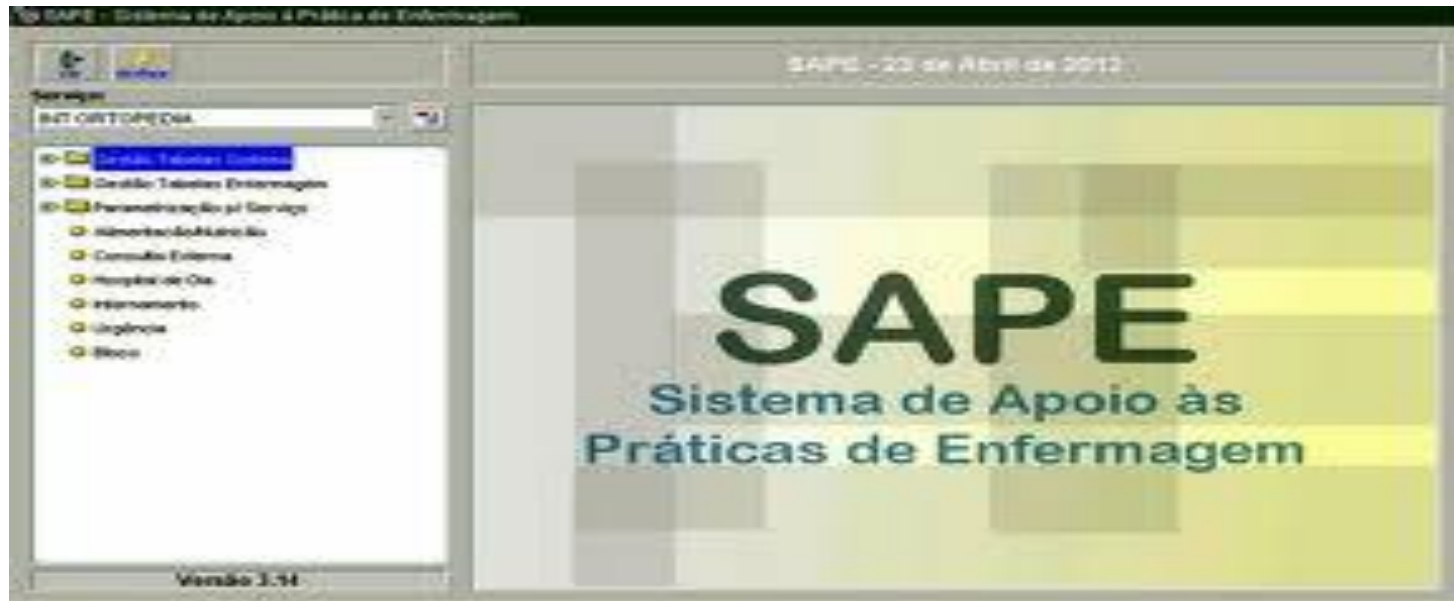 SAPE - Sistema de Apoio á Prática de Enfermagem
SAPE - 23 de Abril de 2012
Serviço:
INT ORTOPEDIA
Gestão Tabelas Sistema
Gestão Tabelas Enfermagem
Parametrização p/ Serviço
Alimentação/Nutrição
Consulta Externa
Hospital de Dia
Internamento
Urgência
Bloco
Versão 3.14
SAPE
Sistema de Apoio às
Práticas de Enfermagem